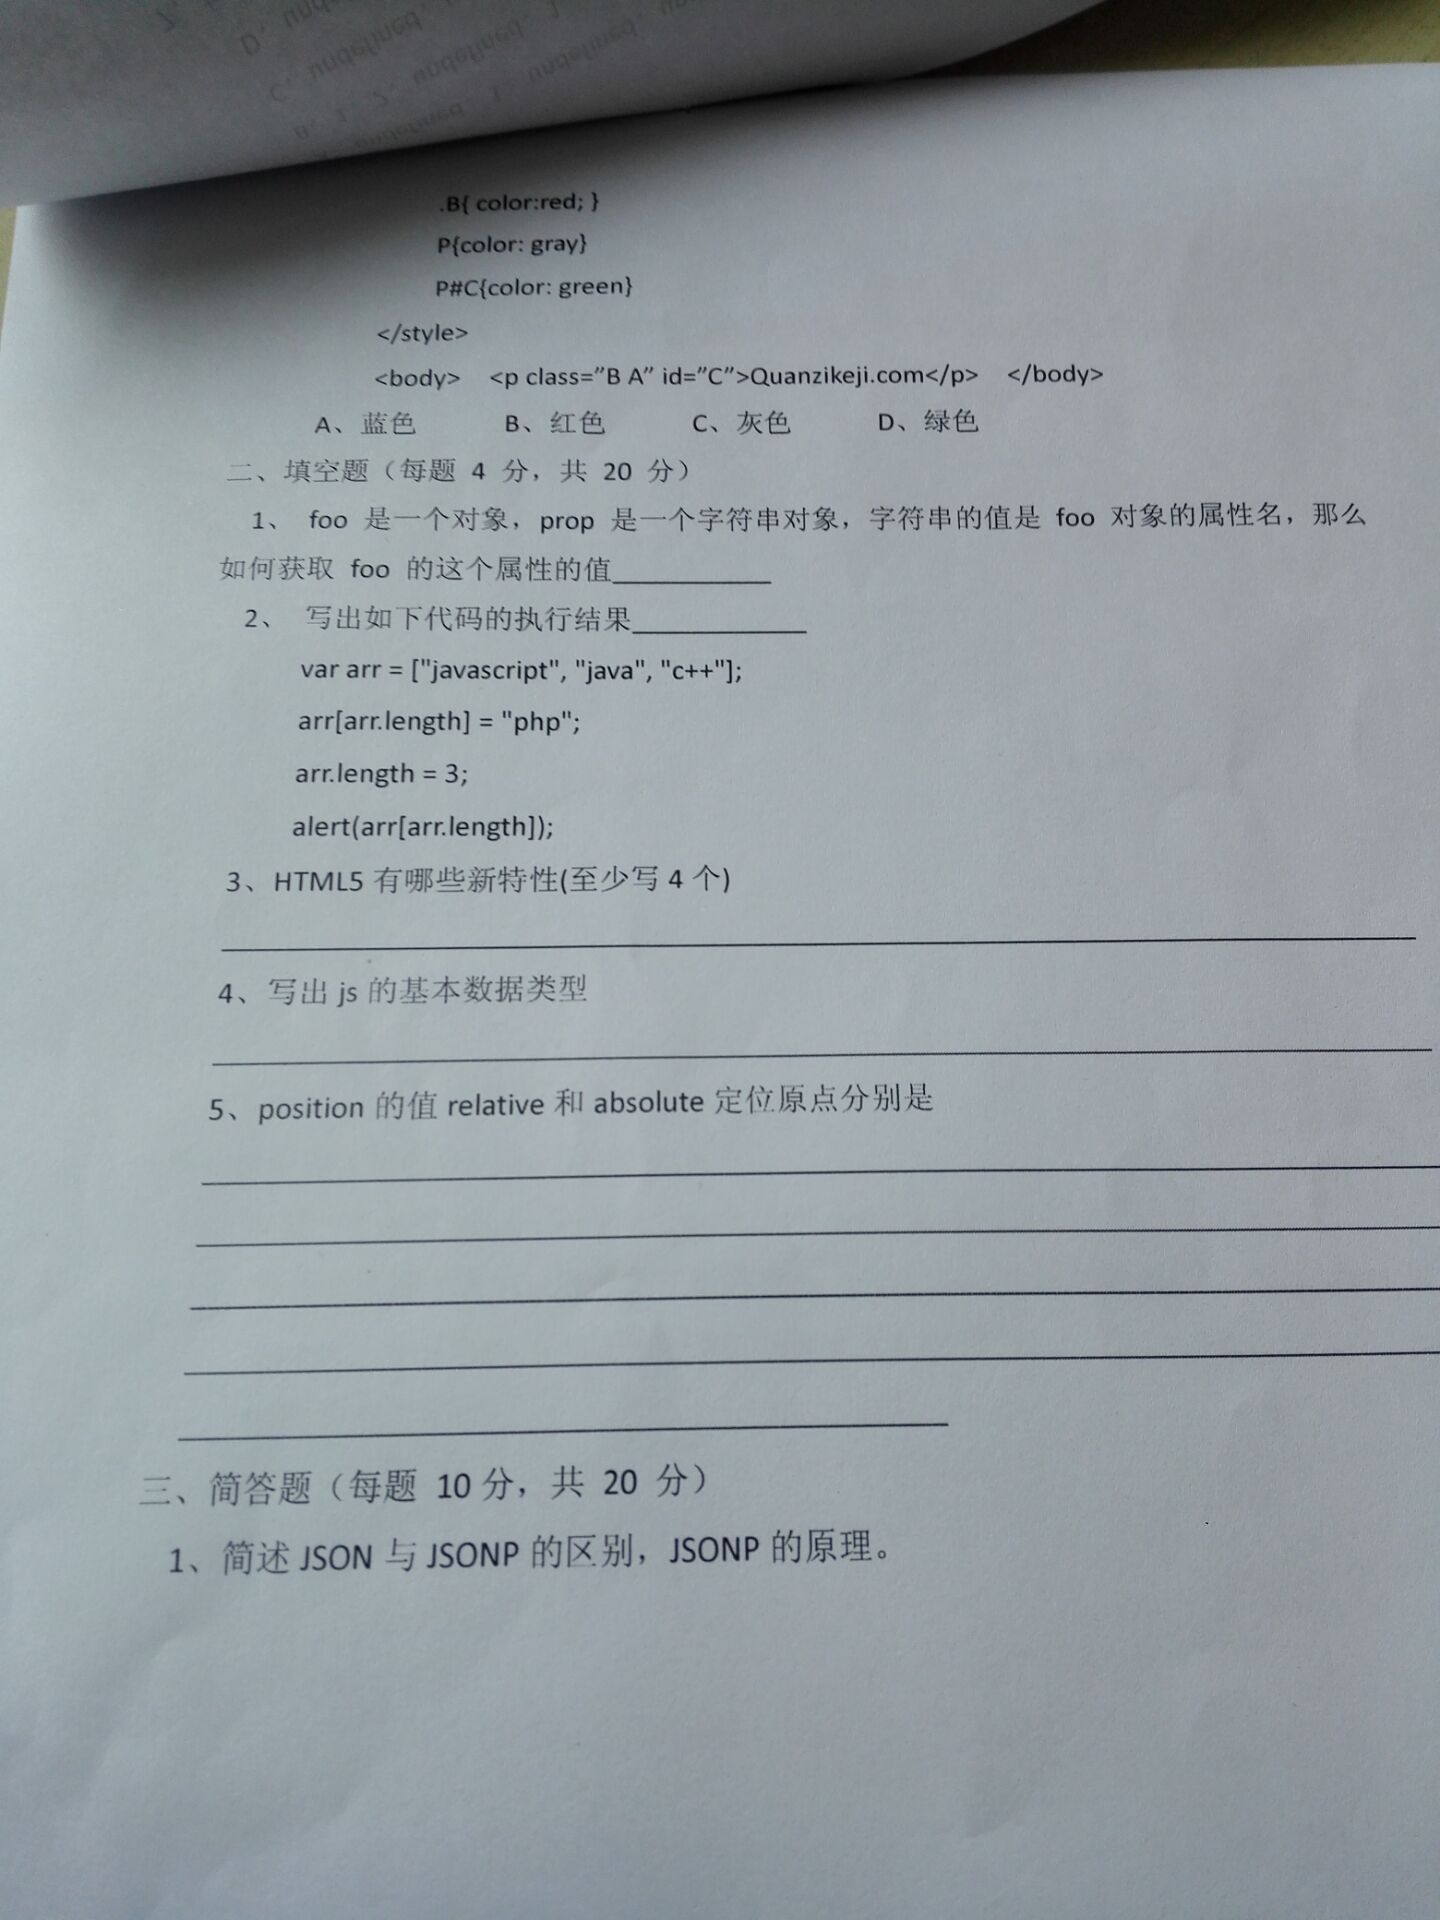 D、
C、undefined、
B、1、2、undefined、1
undefined、1、undefined、
.B{ color:red; }
P{color: gray}
P#C{color: green}
</style>
<body> <p class=”B A” id=”C”>Quanzikeji.com</p> </body>
A、蓝色 B、红色 C、灰色 D、绿色
二、填空题（每题 4 分，共 20 分）
1、 foo 是一个对象，prop 是一个字符串对象，字符串的值是 foo 对象的属性名，那么
如何获取 foo 的这个属性的值___________
2、 写出如下代码的执行结果____________
var arr = ["javascript", "java", "c++"];
arr[arr.length] = "php";
arr.length = 3;
alert(arr[arr.length]);
3、HTML5 有哪些新特性(至少写 4 个)
4、写出 js 的基本数据类型
5、position 的值 relative 和 absolute 定位原点分别是
三、简答题（每题 10 分，共 20 分）
1、简述 JSON 与 JSONP 的区别，JSONP 的原理。